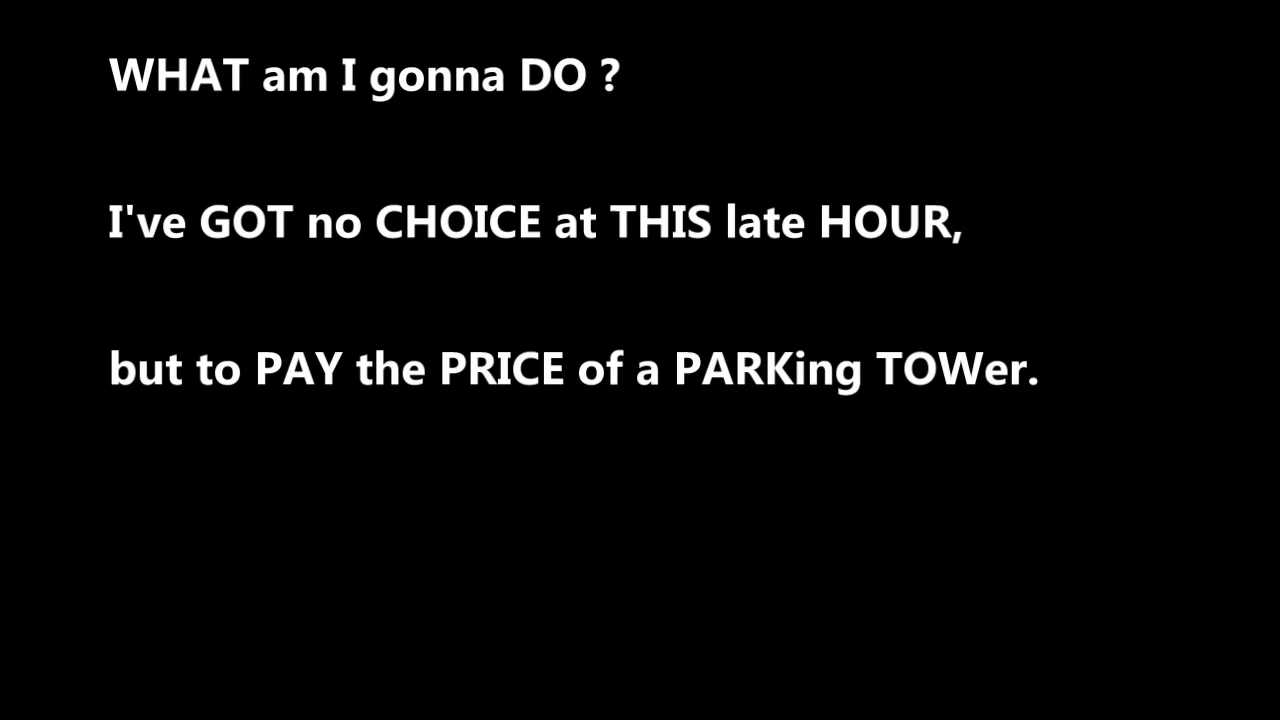 WHAT am I gonna DO ?
I've GOT no CHOICE at THIS late HOUR,
but to PAY the PRICE of a PARKing TOWer.